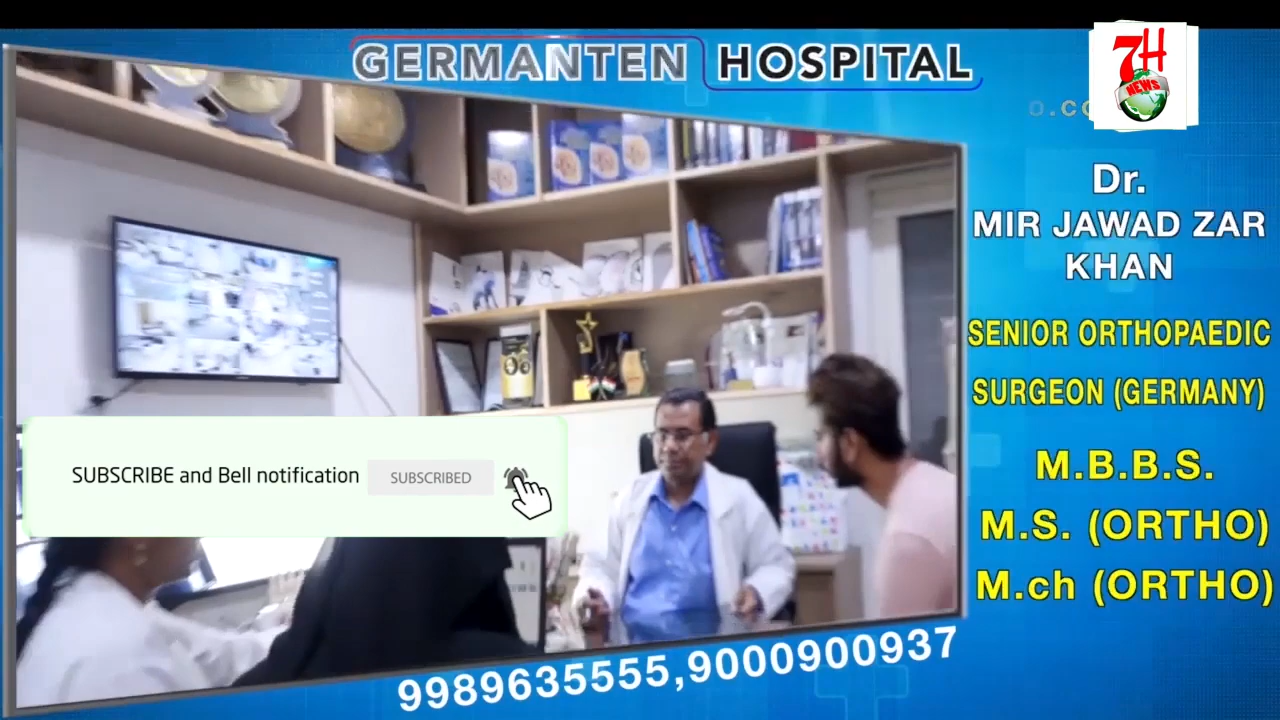 GERMANTEN HOSPITAL
7H
NEWS
Dr.
MIR JAWAD ZAR
KHAN
SENIOR ORTHOPAEDIC
SURGEON (GERMANY)
M.B.B.S.
M.S. (ORTHO)
M.ch (ORTHO)
SUBSCRIBE and Bell notification
SUBSCRIBED
9989635555,9000900937